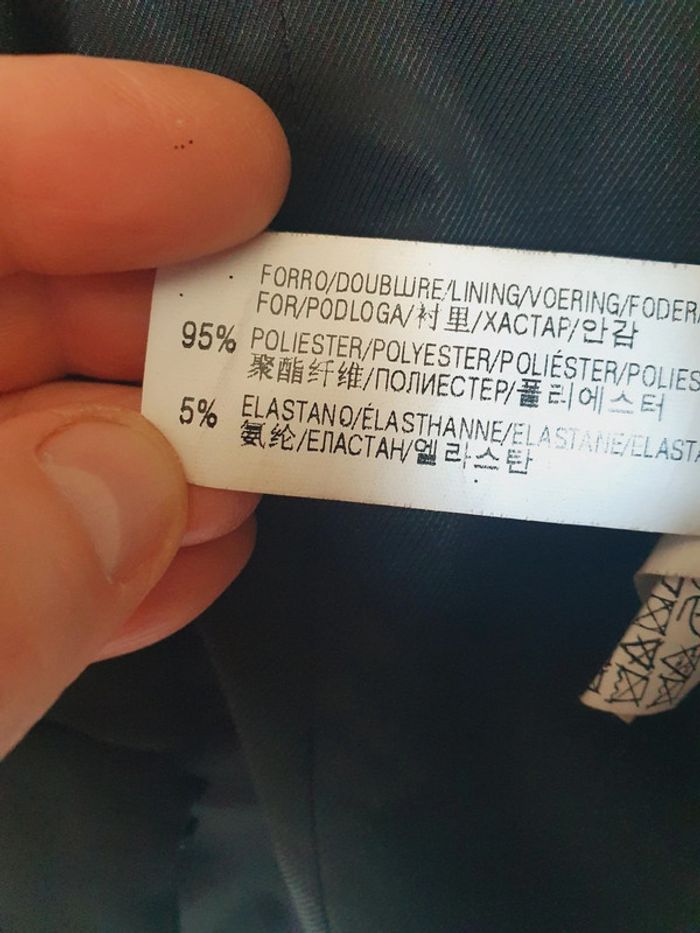 FORRO/DOUBLURE/LINING/VOERING/FODER
FOR/PODLOGA/衬里/ХАСТАР/안감
95% POLIESTER/POLYESTER/POLIÉSTER/POLIES
聚酯纤维/ПОЛИЕСТЕР/폴리에스터
5% ELASTANO/ÉLASTHANNE/ELASTANE/ELASTA
氨纶/ЕЛАСТАН/엘라스탄